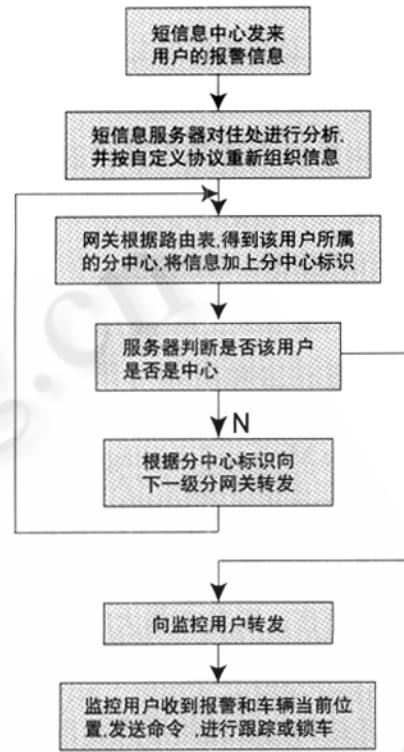 短信息中心发来
用户的报警信息
短信息服务器对住处进行分析,
并按自定义协议重新组织信息
网关根据路由表,得到该用户所属
的分中心,将信息加上分中心标识
服务器判断是否该用户
是否是中心
N
根据分中心标识向
下一级分网关转发
向监控用户转发
监控用户收到报警和车辆当前位
置,发送命令 ,进行跟踪或锁车